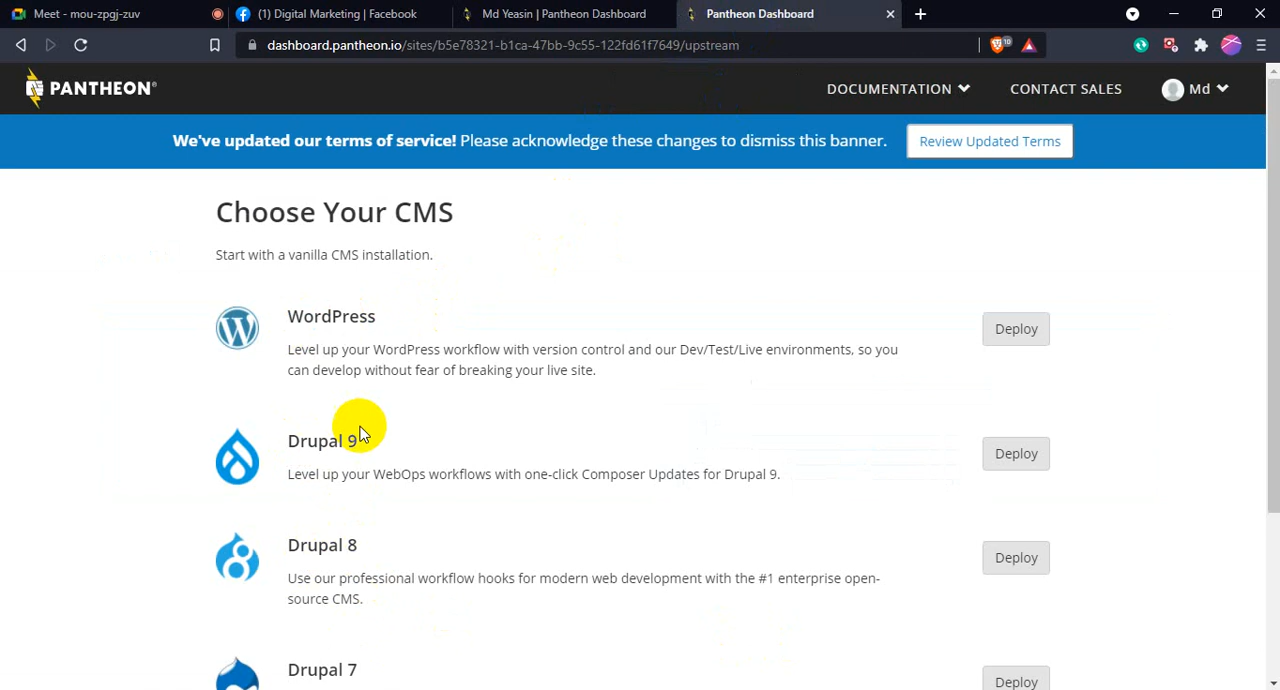 Meet - mou-zpgj-zuv
(1) Digital Marketing | Facebook
Md Yeasin | Pantheon Dashboard
Pantheon Dashboard
dashboard.pantheon.io/sites/b5e78321-b1ca-47bb-9c55-122fd61f7649/upstream
10
PANTHEON
DOCUMENTATION
CONTACT SALES
Md
We've updated our terms of service! Please acknowledge these changes to dismiss this banner.
Review Updated Terms
Choose Your CMS
Start with a vanilla CMS installation.
WordPress
Level up your WordPress workflow with version control and our Dev/Test/Live environments, so you
can develop without fear of breaking your live site.
Deploy
Drupal 9
Level up your WebOps workflows with one-click Composer Updates for Drupal 9.
Deploy
Drupal 8
Use our professional workflow hooks for modern web development with the #1 enterprise open-
source CMS.
Deploy
Drupal 7
Deploy